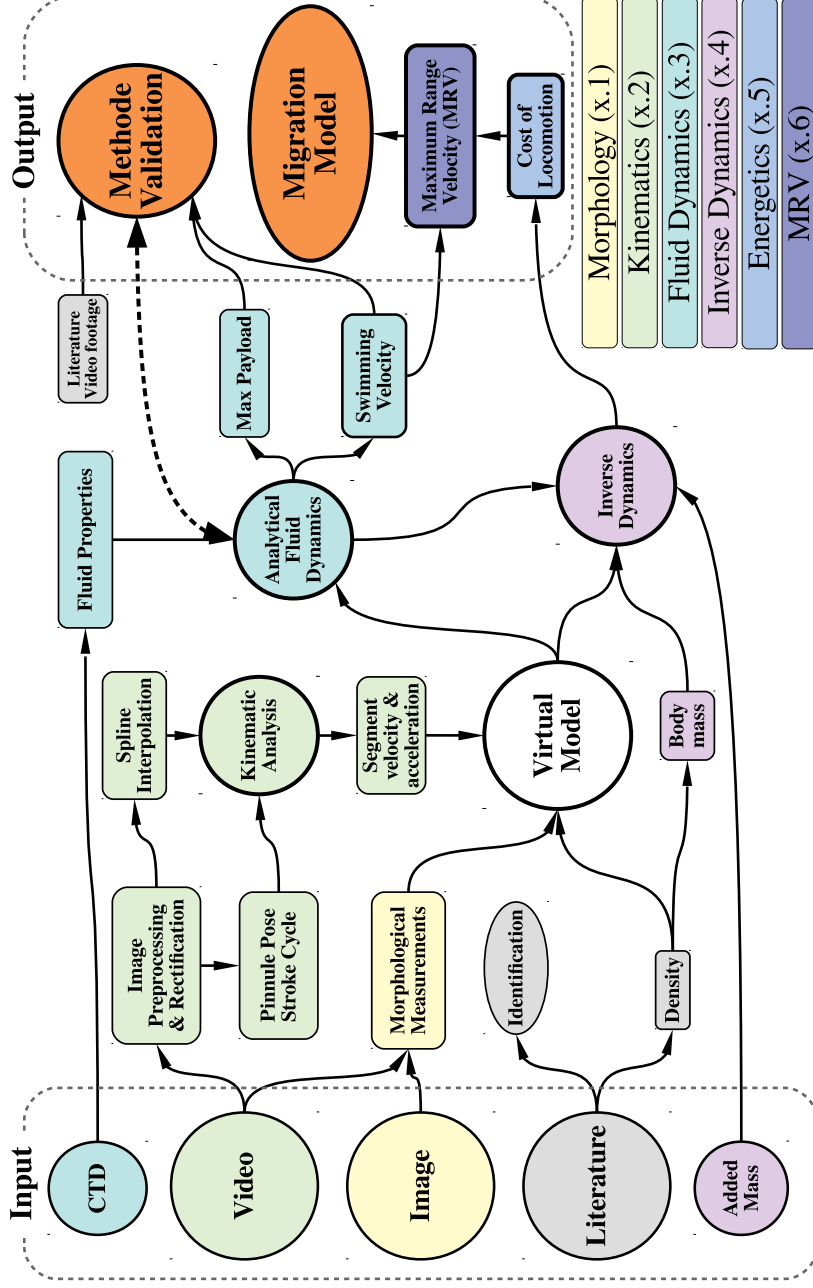 Input
CTD
Video
Image
Literature
Added
Mass
Image
Preprocessing
& Rectification
Pinnule Pose
Stroke Cycle
Morphological
Measurements
Identification
Density
Spline
Interpolation
Kinematic
Analysis
Segment
velocity &
acceleration
Virtual
Model
Body
mass
Fluid Properties
Analytical
Fluid
Dynamics
Inverse
Dynamics
Literature
Video footage
Max Payload
Swimming
Velocity
Output
Methode
Validation
Migration
Model
Maximum Range
Velocity (MRV)
Cost of
Locomotion
Morphology (x.1)
Kinematics (x.2)
Fluid Dynamics (x.3)
Inverse Dynamics (x.4)
Energetics (x.5)
MRV (x.6)